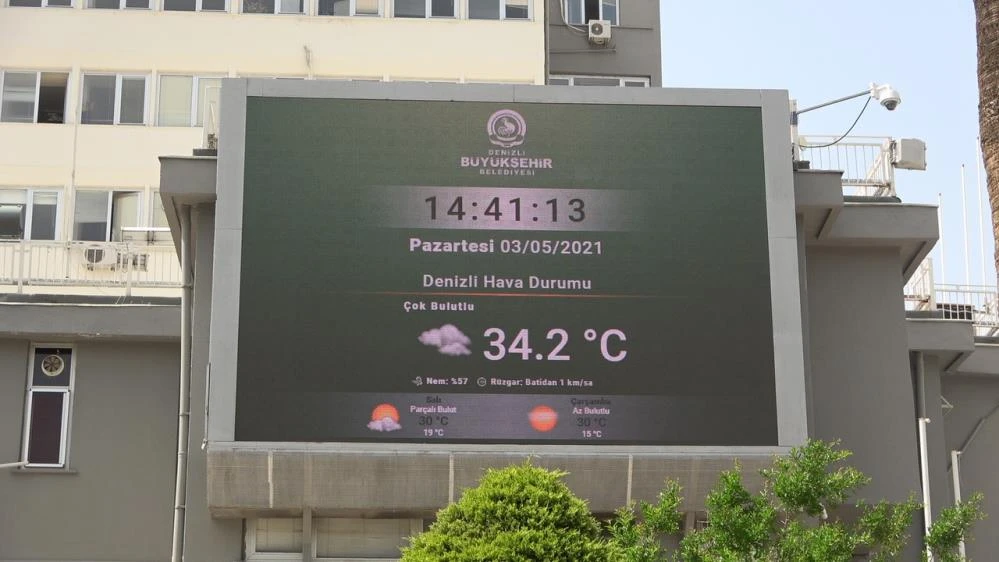 DENİZLİ
BÜYÜKŞEHİR
BELEDİYESİ
14:41:13
Pazartesi 03/05/2021
Denizli Hava Durumu
Çok Bulutlu
34.2 °C
Nem: %57 Rüzgar: Batıdan 1 km/sa
Salı Çarşamba
Parçalı Bulut Az Bulutlu
30 °C 30 °C
19 °C 15 °C